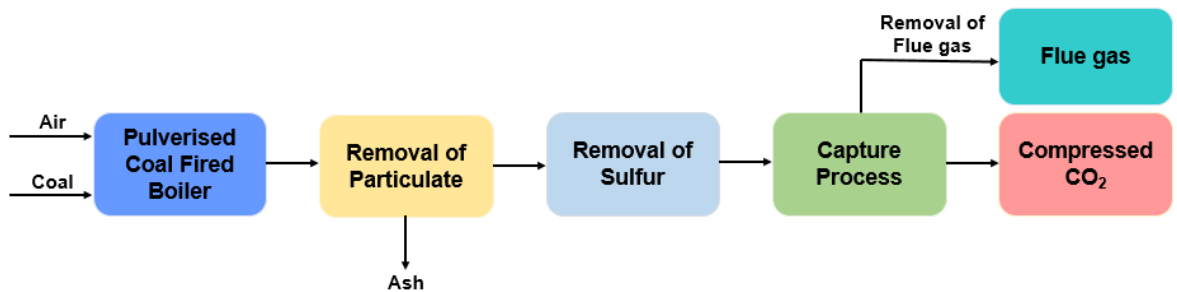 Removal of
Flue gas
Flue gas
Air
Coal
Pulverised
Coal Fired
Boiler
Removal of
Particulate
Removal of
Sulfur
Capture
Process
Compressed
CO₂
Ash